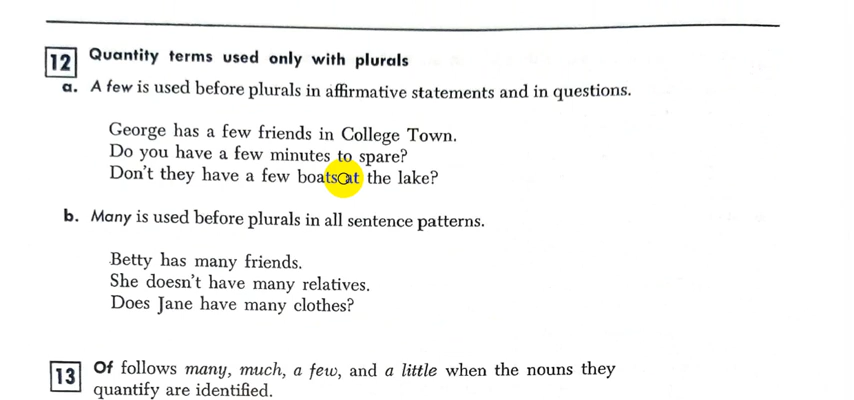 12 Quantity terms used only with plurals
a. A few is used before plurals in affirmative statements and in questions.
George has a few friends in College Town.
Do you have a few minutes to spare?
Don't they have a few boats at the lake?
b. Many is used before plurals in all sentence patterns.
Betty has many friends.
She doesn't have many relatives.
Does Jane have many clothes?
13 Of follows many, much, a few, and a little when the nouns they
quantify are identified.